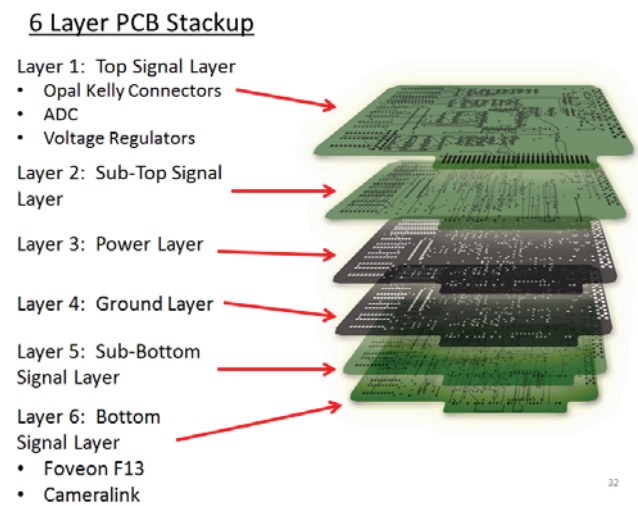 6 Layer PCB Stackup
Layer 1: Top Signal Layer
• Opal Kelly Connectors
• ADC
• Voltage Regulators
Layer 2: Sub-Top Signal
Layer
Layer 3: Power Layer
Layer 4: Ground Layer
Layer 5: Sub-Bottom
Signal Layer
Layer 6: Bottom
Signal Layer
• Foveon F13
• Cameralink
32